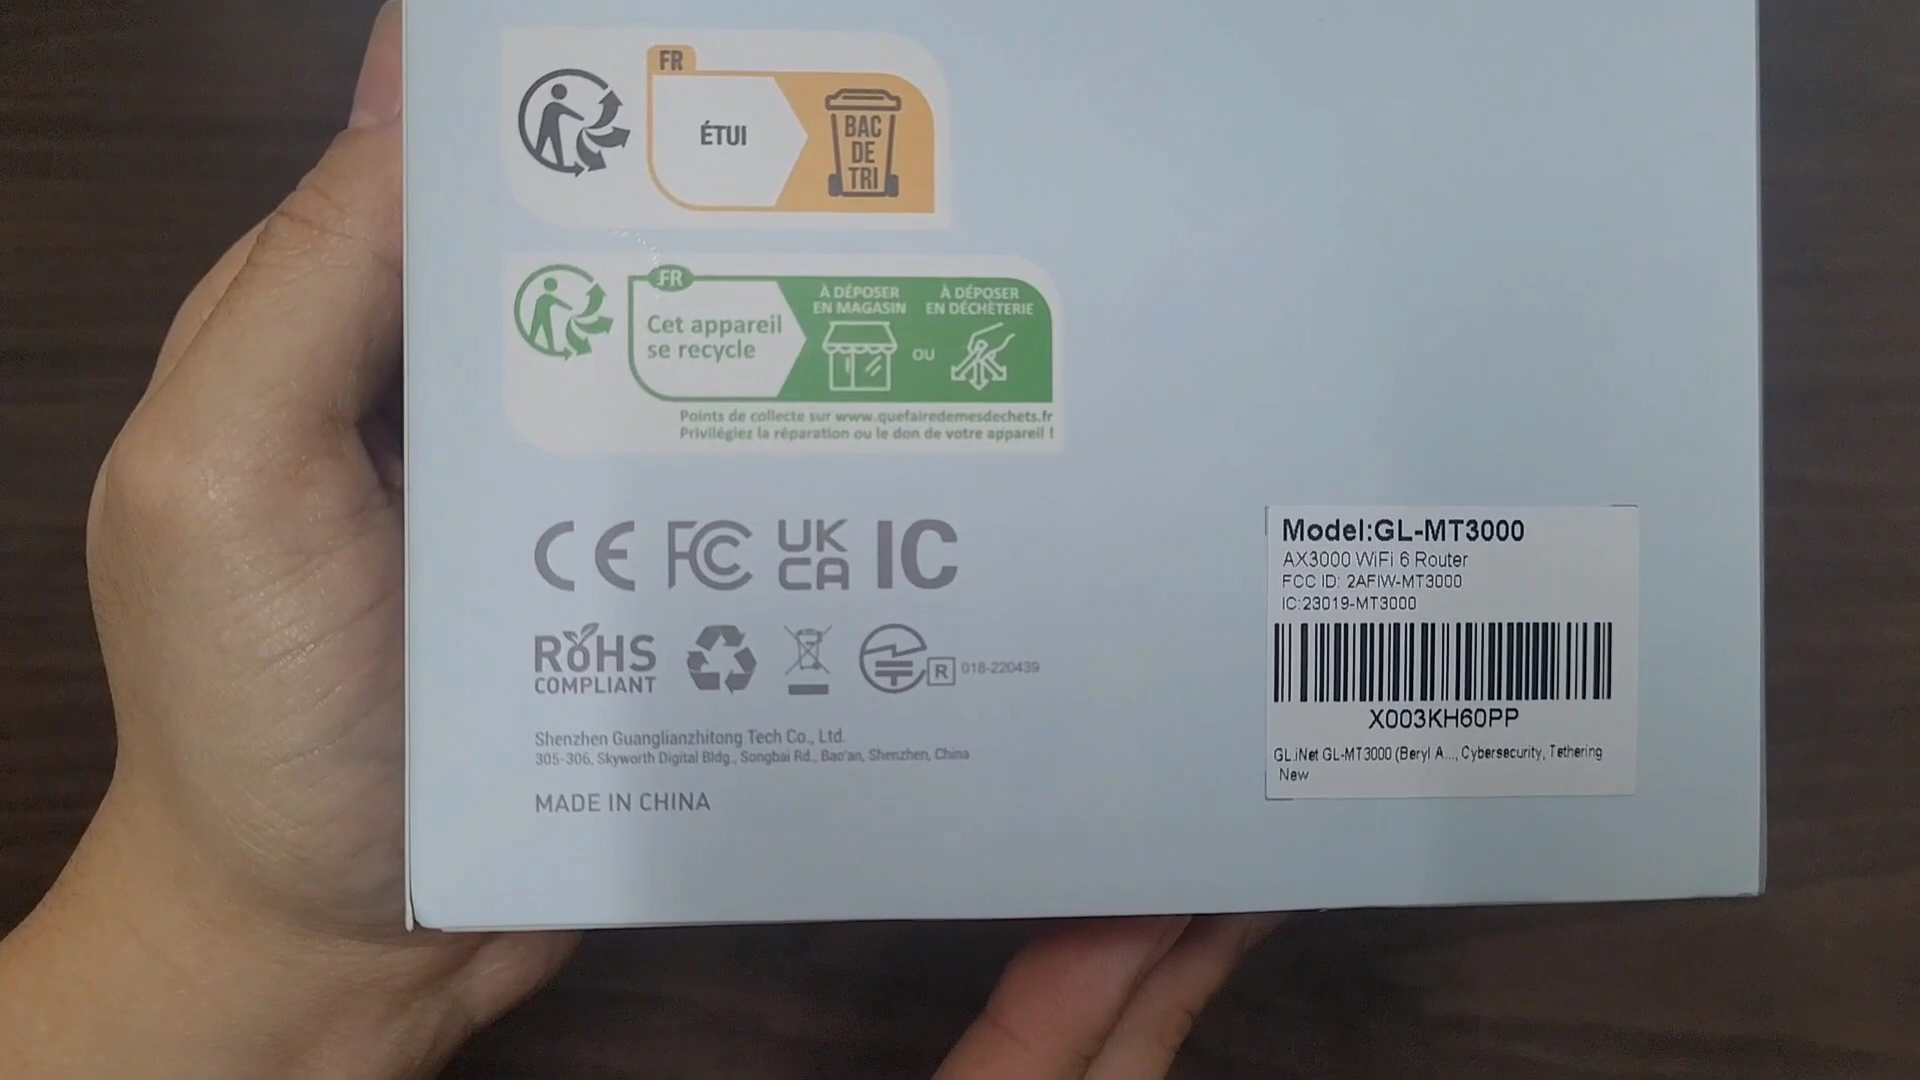 FR
ÉTUI
BAC
DE
TRI
FR
Cet appareil
se recycle
À DÉPOSER
EN MAGASIN
OU
À DÉPOSER
EN DÉCHÈTERIE
Points de collecte sur www.quefairedemesdechets.fr
Privilégiez la réparation ou le don de votre appareil !
CE FC UK CA IC
RoHS
COMPLIANT
R 018-220439
Shenzhen Guanglianzhitong Tech Co., Ltd.
305-306, Skyworth Digital Bldg., Songbai Rd., Bao'an, Shenzhen, China
MADE IN CHINA
Model:GL-MT3000
AX3000 WiFi 6 Router
FCC ID: 2AFIW-MT3000
IC:23019-MT3000
X003KH60PP
GL.iNet GL-MT3000 (Beryl A..., Cybersecurity, Tethering
New